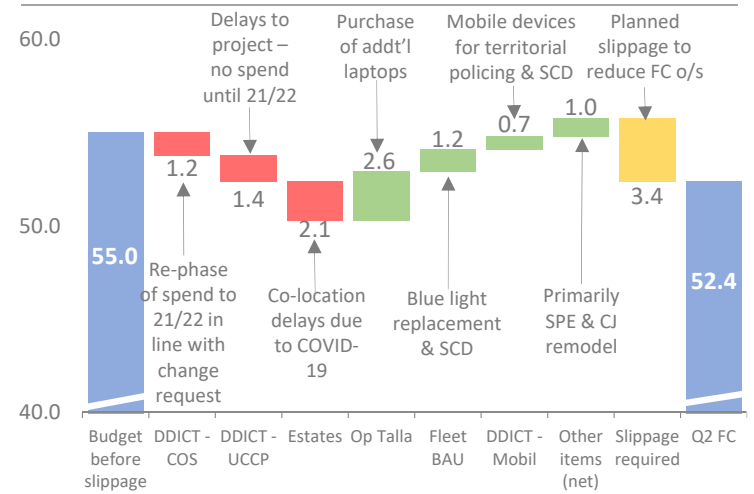 60.0
50.0
40.0
Delays to
project –
no spend
until 21/22
Purchase
of addt'l
laptops
Mobile devices
for territorial
policing & SCD
Planned
slippage to
reduce FC o/s
55.0
1.2
1.4
2.1
2.6
1.2
0.7
1.0
3.4
52.4
Re-phase
of spend to
21/22 in
line with
change
request
Co-location
delays due
to COVID-
19
Blue light
replacement
& SCD
Primarily
SPE & CJ
remodel
Budget
before
slippage
DDICT -
COS
DDICT -
UCCP
Estates
Op Talla
Fleet
BAU
DDICT -
Mobil
Other
items
(net)
Slippage
required
Q2 FC